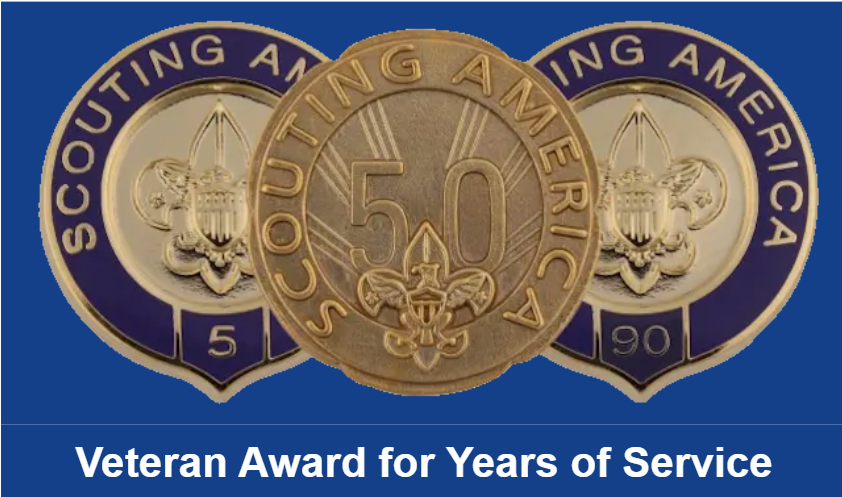 SCOUTING AM
5
SCOUTING AMERICA
50
ING AMERICA
90
Veteran Award for Years of Service